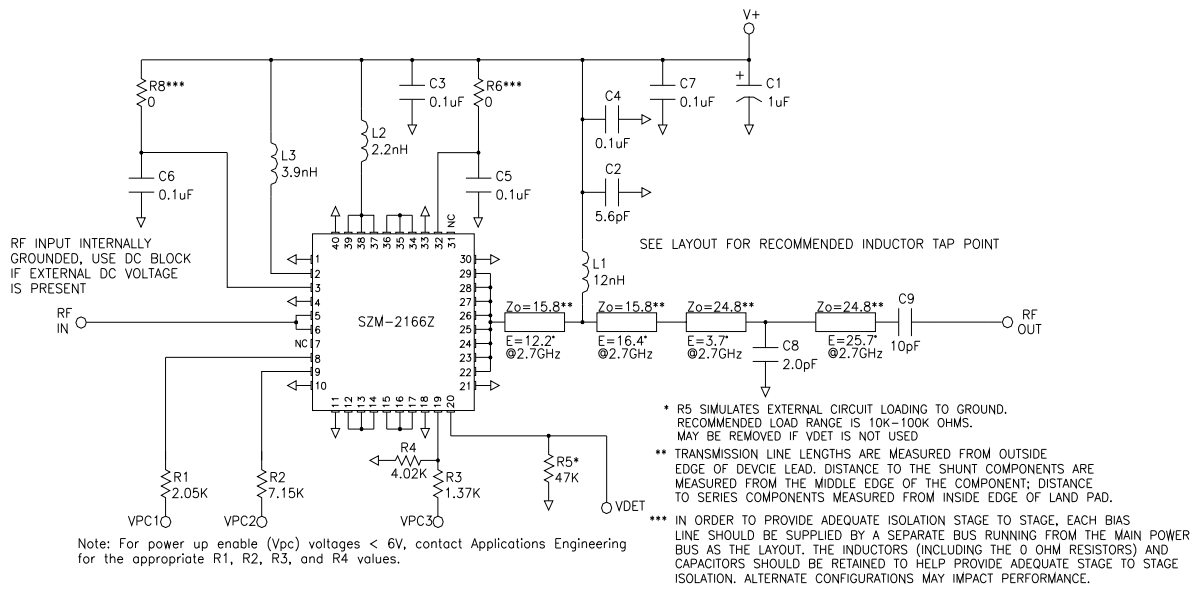 V+
R8***
0
C3
0.1uF
R6***
0
C7
0.1uF
+
C1
1uF
C4
0.1uF
L2
2.2nH
L3
3.9nH
C6
0.1uF
C5
0.1uF
C2
5.6pF
40 39 38 37 36 35 34 33 32 31 NC
RF INPUT INTERNALLY
GROUNDED, USE DC BLOCK
IF EXTERNAL DC VOLTAGE
IS PRESENT
SEE LAYOUT FOR RECOMMENDED INDUCTOR TAP POINT
L1
12nH
1
2
3
4
5
6
NC 7
8
9
10
30
29
28
27
26
25
24
23
22
21
RF
IN
SZM-2166Z
Zo=15.8**
E=12.2°
@2.7GHz
Zo=15.8**
E=16.4°
@2.7GHz
Zo=24.8**
E=3.7°
@2.7GHz
Zo=24.8**
E=25.7°
@2.7GHz
C9
10pF
RF
OUT
C8
2.0pF
11 12 13 14 15 16 17 18 19 20
* R5 SIMULATES EXTERNAL CIRCUIT LOADING TO GROUND.
RECOMMENDED LOAD RANGE IS 10K-100K OHMS.
MAY BE REMOVED IF VDET IS NOT USED
** TRANSMISSION LINE LENGTHS ARE MEASURED FROM OUTSIDE
EDGE OF DEVCIE LEAD. DISTANCE TO THE SHUNT COMPONENTS ARE
MEASURED FROM THE MIDDLE EDGE OF THE COMPONENT; DISTANCE
TO SERIES COMPONENTS MEASURED FROM INSIDE EDGE OF LAND PAD.
R1
2.05K
R2
7.15K
R4
4.02K
R3
1.37K
R5*
47K
VDET
VPC1
VPC2
VPC3
*** IN ORDER TO PROVIDE ADEQUATE ISOLATION STAGE TO STAGE, EACH BIAS
LINE SHOULD BE SUPPLIED BY A SEPARATE BUS RUNNING FROM THE MAIN POWER
BUS AS THE LAYOUT. THE INDUCTORS (INCLUDING THE 0 OHM RESISTORS) AND
CAPACITORS SHOULD BE RETAINED TO HELP PROVIDE ADEQUATE STAGE TO STAGE
ISOLATION. ALTERNATE CONFIGURATIONS MAY IMPACT PERFORMANCE.
Note: For power up enable (Vpc) voltages < 6V, contact Applications Engineering
for the appropriate R1, R2, R3, and R4 values.